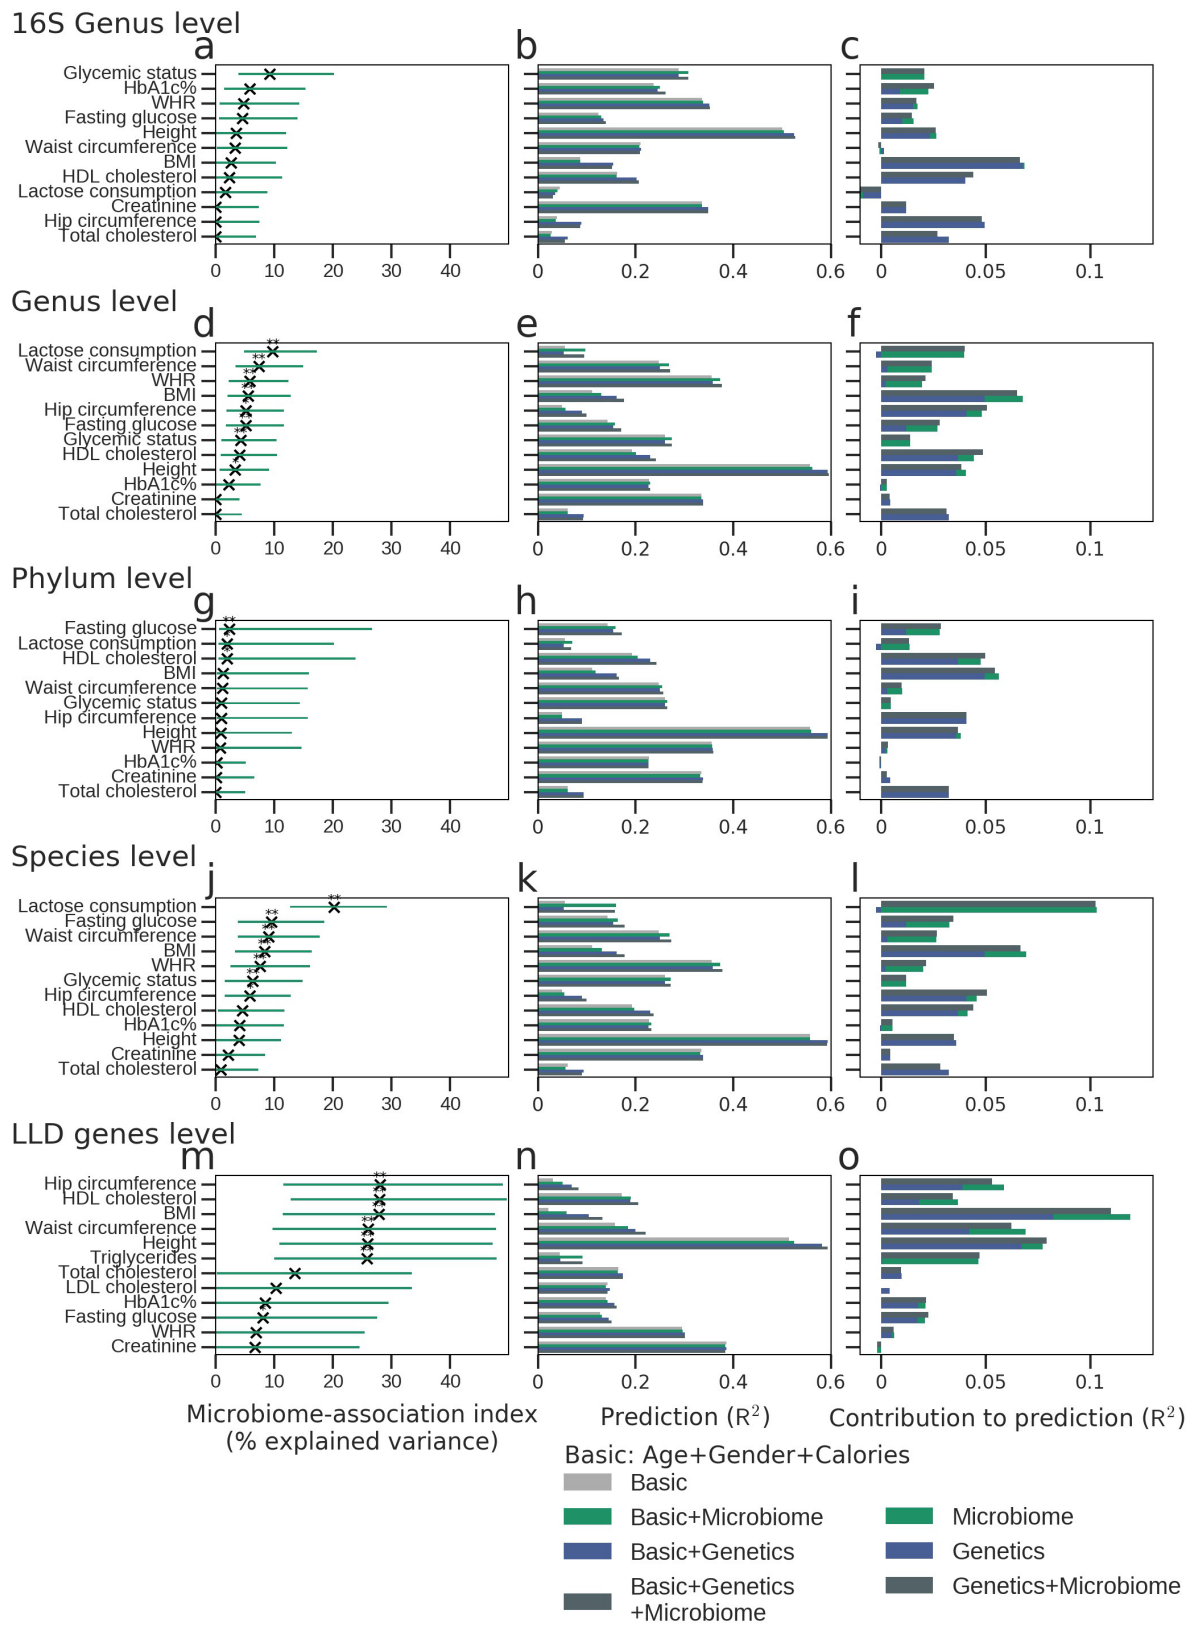 16S Genus level
a b c
Glycemic status
HbA1c%
WHR
Fasting glucose
Height
Waist circumference
BMI
HDL cholesterol
Lactose consumption
Creatinine
Hip circumference
Total cholesterol
0 10 20 30 40 0 0.2 0.4 0.6 0 0.05 0.1
Genus level
d e f
** Lactose consumption
** Waist circumference
** WHR
** BMI
* Hip circumference
** Fasting glucose
** Glycemic status
* HDL cholesterol
* Height
HbA1c%
Creatinine
Total cholesterol
0 10 20 30 40 0 0.2 0.4 0.6 0 0.05 0.1
Phylum level
g h i
** Fasting glucose
* Lactose consumption
* HDL cholesterol
BMI
Waist circumference
Glycemic status
Hip circumference
Height
WHR
HbA1c%
Creatinine
Total cholesterol
0 10 20 30 40 0 0.2 0.4 0.6 0 0.05 0.1
Species level
j k l
** Lactose consumption
** Fasting glucose
** Waist circumference
** BMI
** WHR
** Glycemic status
* Hip circumference
HDL cholesterol
HbA1c%
Height
Creatinine
Total cholesterol
0 10 20 30 40 0 0.2 0.4 0.6 0 0.05 0.1
LLD genes level
m n o
** Hip circumference
** HDL cholesterol
** BMI
** Waist circumference
** Height
** Triglycerides
Total cholesterol
LDL cholesterol
HbA1c%
* Fasting glucose
WHR
Creatinine
0 10 20 30 40 0 0.2 0.4 0.6 0 0.05 0.1
Microbiome-association index
(% explained variance)
Prediction (R²)
Contribution to prediction (R²)
Basic: Age+Gender+Calories
Basic
Basic+Microbiome
Basic+Genetics
Basic+Genetics
+Microbiome
Microbiome
Genetics
Genetics+Microbiome